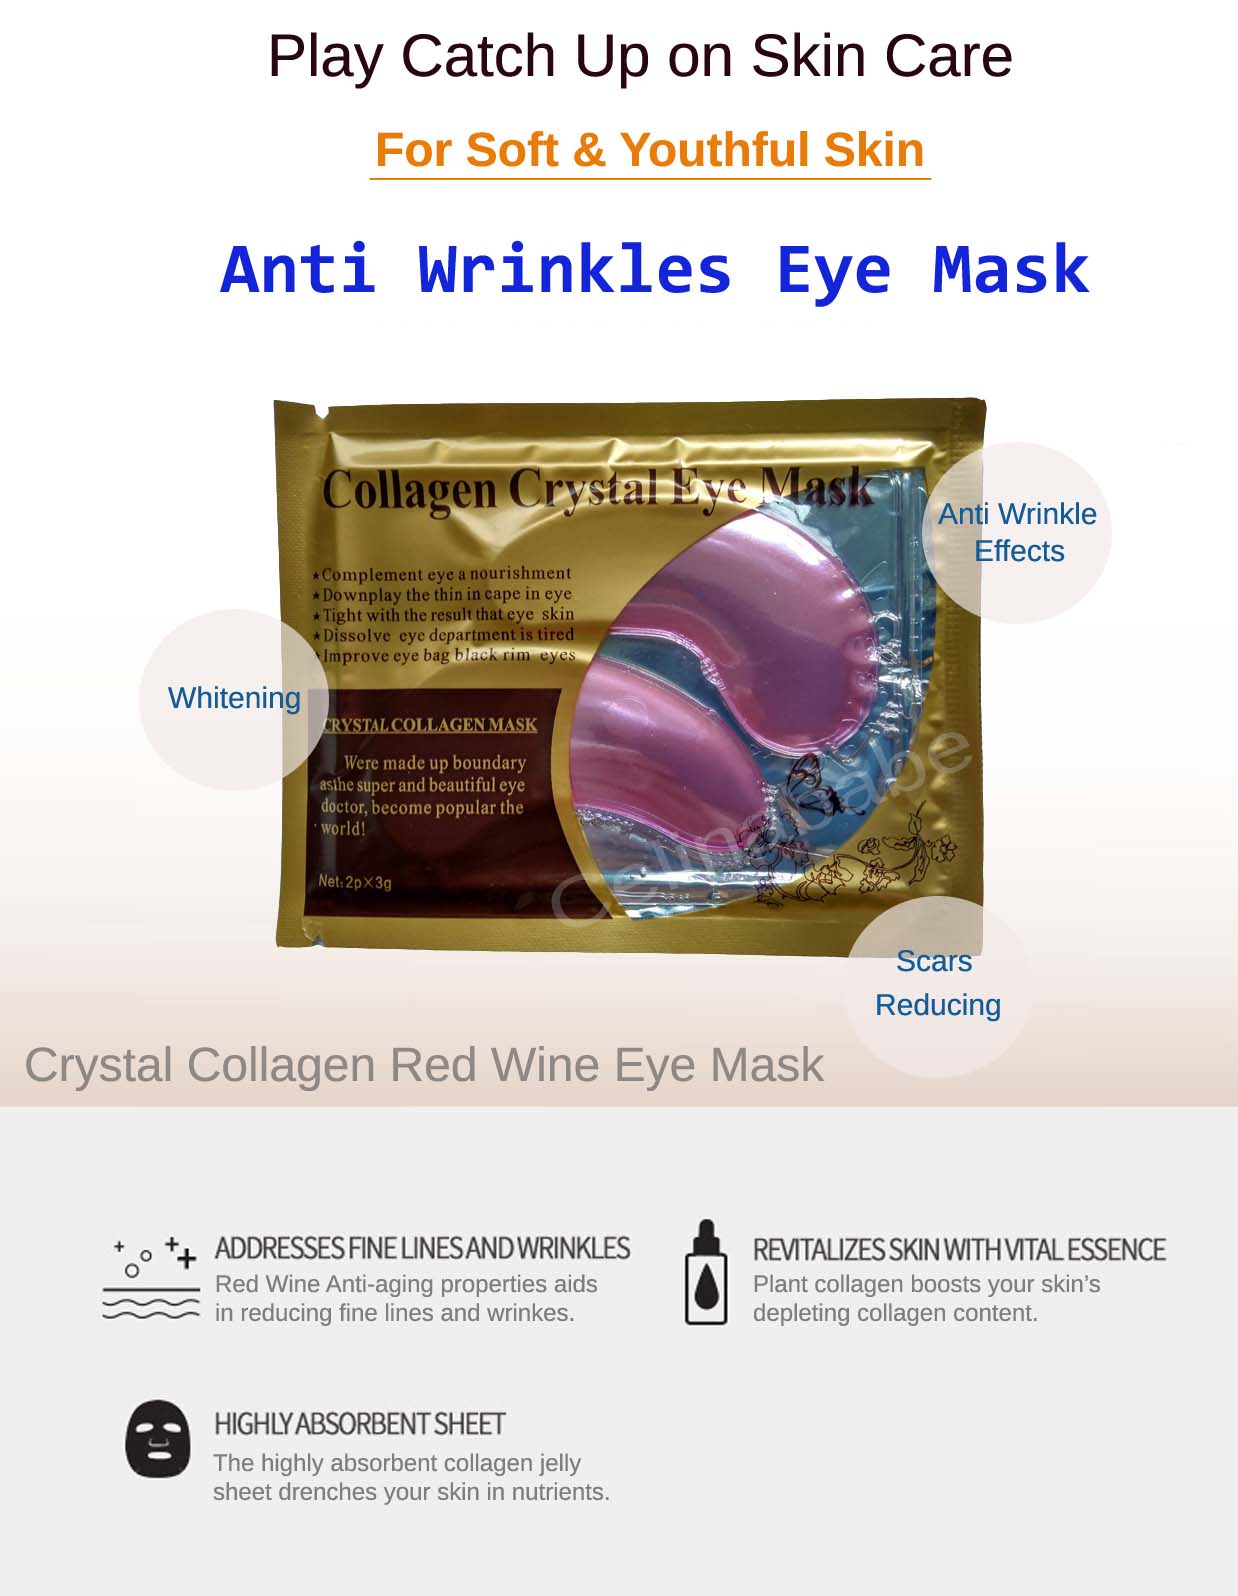 Play Catch Up on Skin Care
For Soft & Youthful Skin
Anti Wrinkles Eye Mask
Collagen Crystal Eye Mask
★Complement eye a nourishment
★Downplay the thin in cape in eye
★Tight with the result that eye skin
★Dissolve eye department is tired
★Improve eye bag black rim eyes
Anti Wrinkle
Effects
Whitening
CRYSTAL COLLAGEN MASK
Were made up boundary
asthe super and beautiful eye
doctor, become popular the
world!
Net:2p×3g
Celinababe
Scars
Reducing
Crystal Collagen Red Wine Eye Mask
ADDRESSES FINE LINES AND WRINKLES
Red Wine Anti-aging properties aids
in reducing fine lines and wrinkes.
REVITALIZES SKIN WITH VITAL ESSENCE
Plant collagen boosts your skin’s
depleting collagen content.
HIGHLY ABSORBENT SHEET
The highly absorbent collagen jelly
sheet drenches your skin in nutrients.